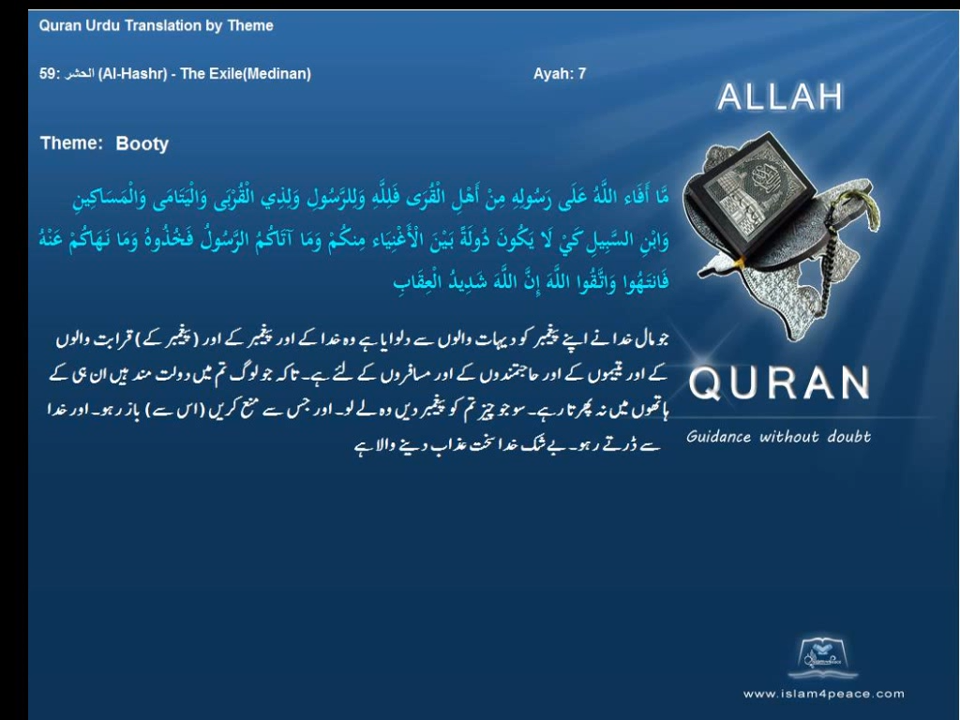 Quran Urdu Translation by Theme
59: الحشر (Al-Hashr) - The Exile(Medinan) Ayah: 7
Theme: Booty
مَّا أَفَاء اللَّهُ عَلَى رَسُولِهِ مِنْ أَهْلِ الْقُرَى فَلِلَّهِ وَلِلرَّسُولِ وَلِذِي الْقُرْبَى وَالْيَتَامَى وَالْمَسَاكِينِ
وَابْنِ السَّبِيلِ كَيْ لَا يَكُونَ دُولَةً بَيْنَ الْأَغْنِيَاء مِنكُمْ وَمَا آتَاكُمُ الرَّسُولُ فَخُذُوهُ وَمَا نَهَاكُمْ عَنْهُ
فَانتَهُوا وَاتَّقُوا اللَّهَ إِنَّ اللَّهَ شَدِيدُ الْعِقَابِ
جو مال خدا نے اپنے پیغمبر کو دیہات والوں سے دلوایا ہے وہ خدا کے اور پیغمبر کے اور (پیغمبر کے) قرابت والوں
کے اور یتیموں کے اور حاجتمندوں کے اور مسافروں کے لئے ہے۔ تاکہ جو لوگ تم میں دولت مند ہیں ان ہی کے
ہاتھوں میں نہ پھرتا رہے۔ سو جو چیز تم کو پیغمبر دیں وہ لے لو۔ اور جس سے منع کریں (اس سے) باز رہو۔ اور خدا
سے ڈرتے رہو۔ بےشک خدا سخت عذاب دینے والا ہے
ALLAH
QURAN
Guidance without doubt
www.islam4peace.com